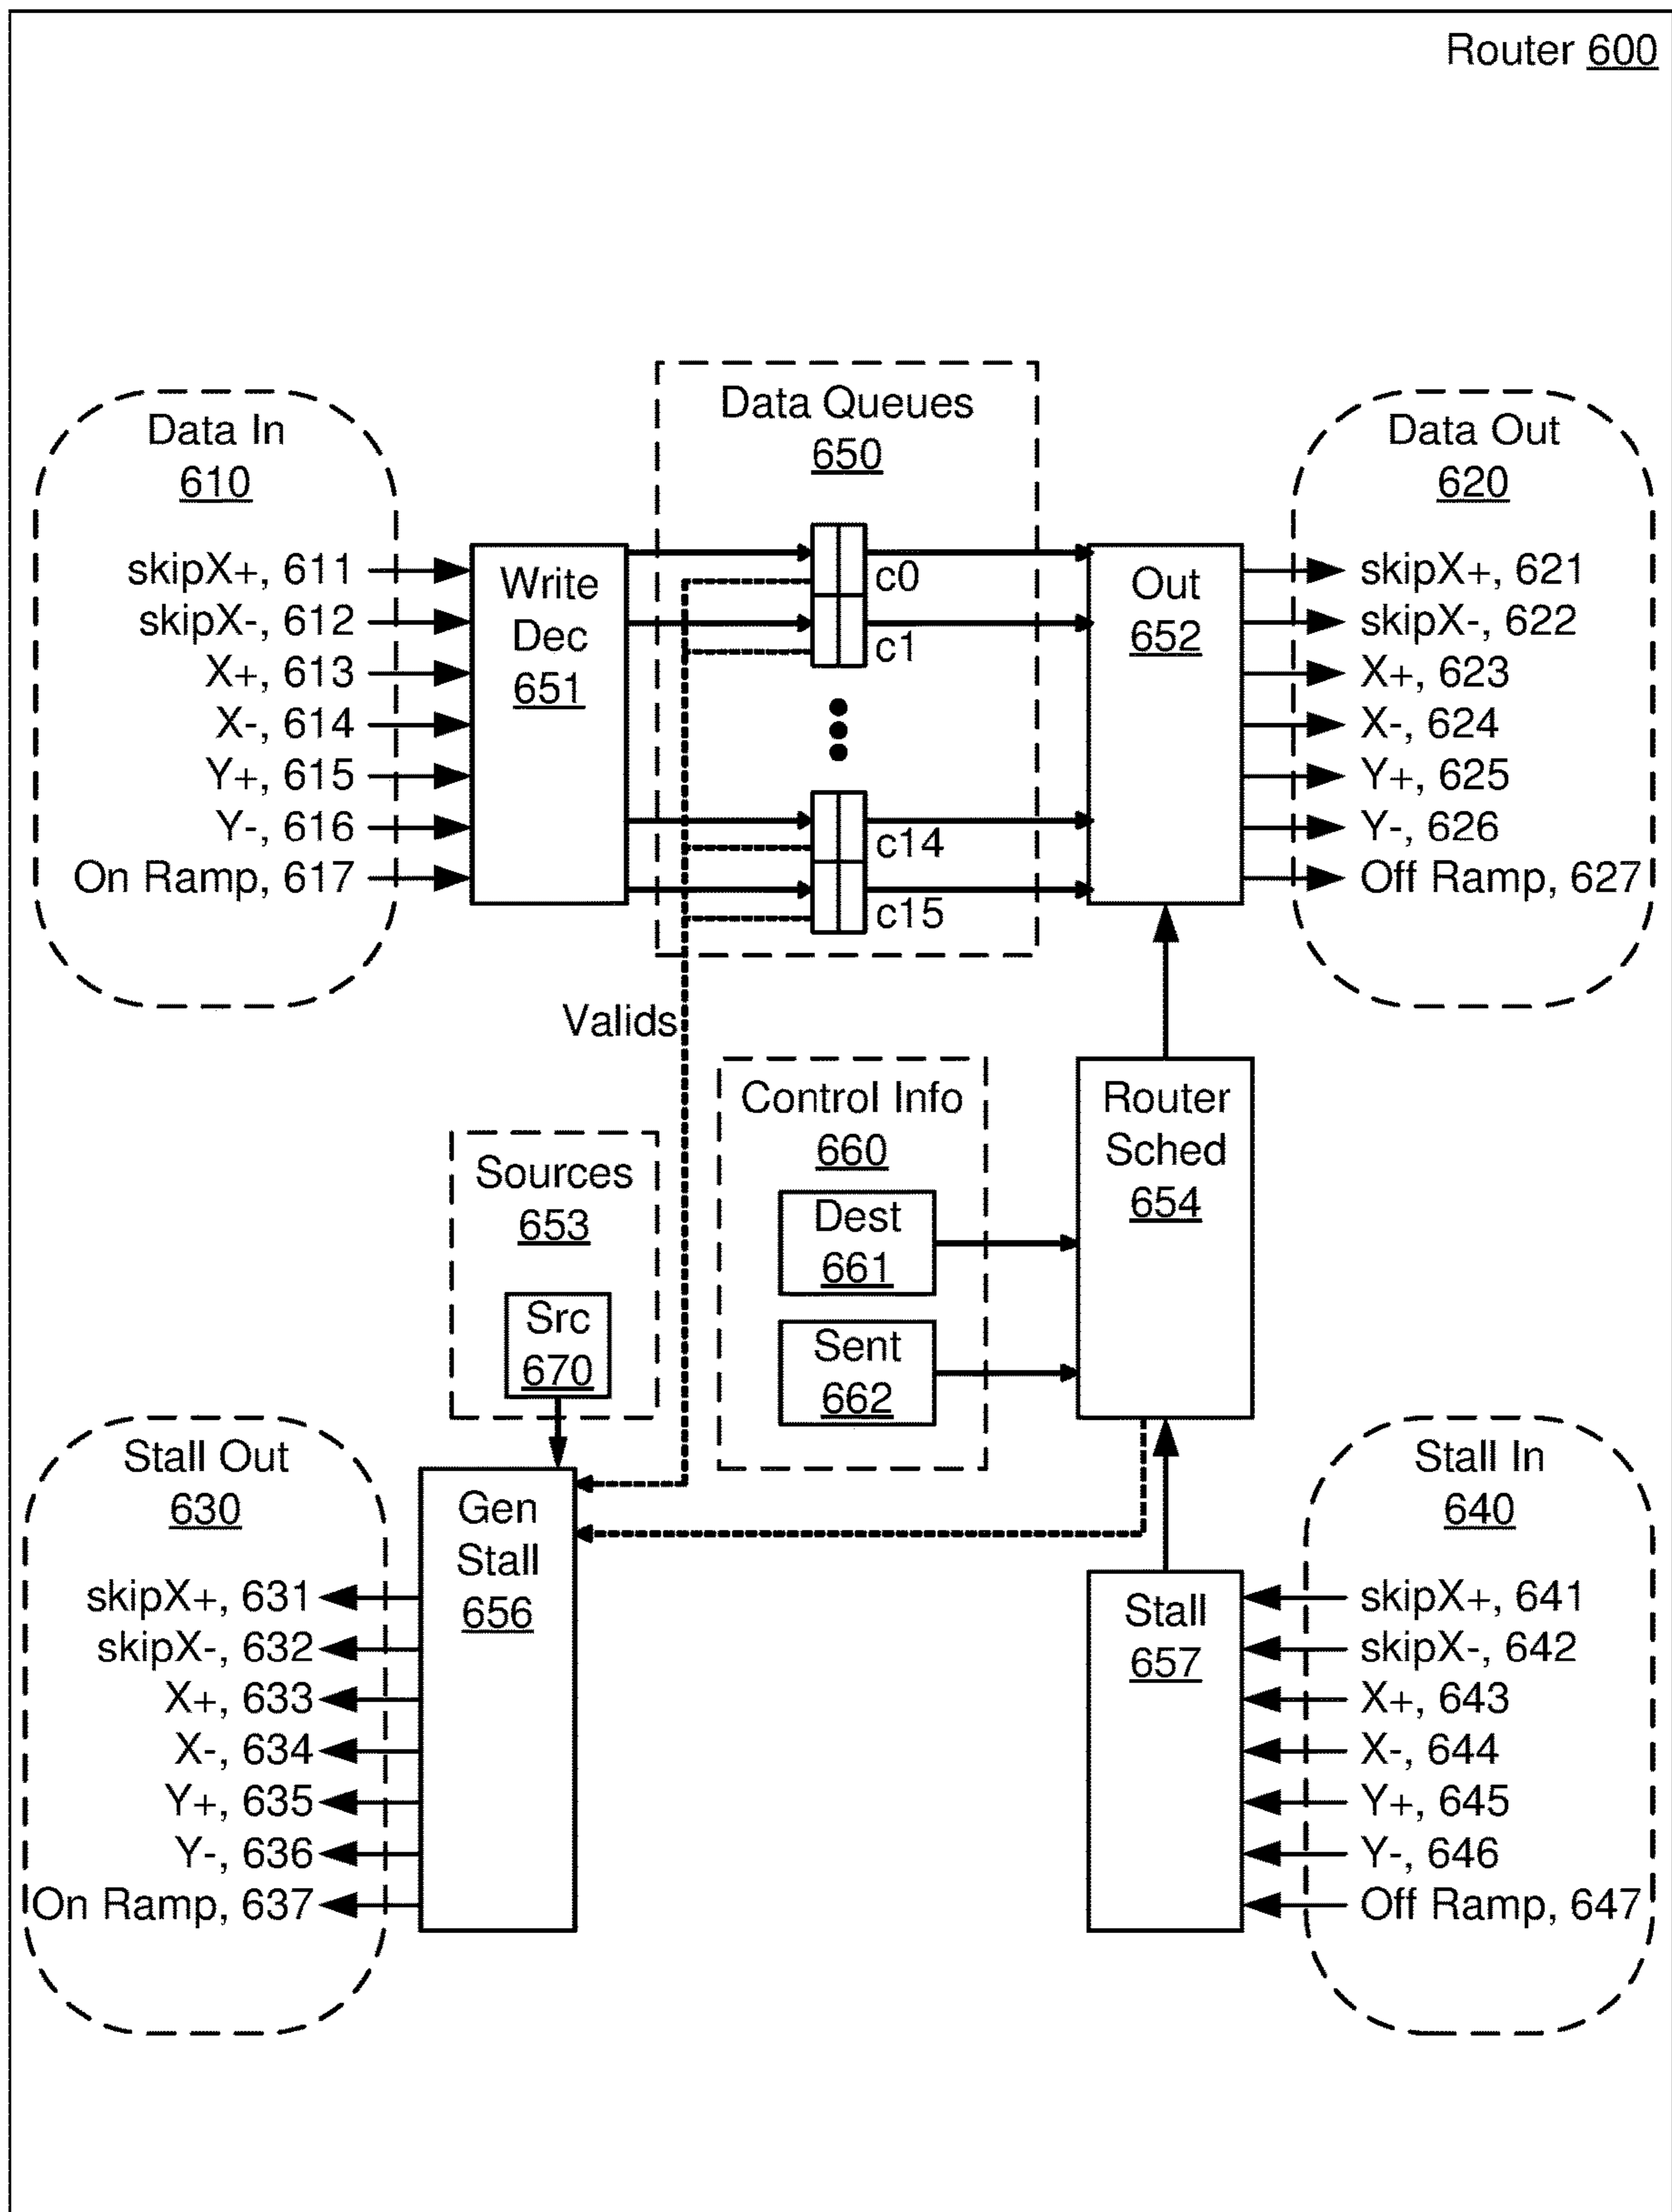 Router 600
Data In
610
skipX+, 611
skipX-, 612
X+, 613
X-, 614
Y+, 615
Y-, 616
On Ramp, 617
Write
Dec
651
Data Queues
650
c0
c1
c14
c15
Out
652
Data Out
620
skipX+, 621
skipX-, 622
X+, 623
X-, 624
Y+, 625
Y-, 626
Off Ramp, 627
Valids
Sources
653
Src
670
Control Info
660
Dest
661
Sent
662
Router
Sched
654
Stall Out
630
skipX+, 631
skipX-, 632
X+, 633
X-, 634
Y+, 635
Y-, 636
On Ramp, 637
Gen
Stall
656
Stall
657
Stall In
640
skipX+, 641
skipX-, 642
X+, 643
X-, 644
Y+, 645
Y-, 646
Off Ramp, 647